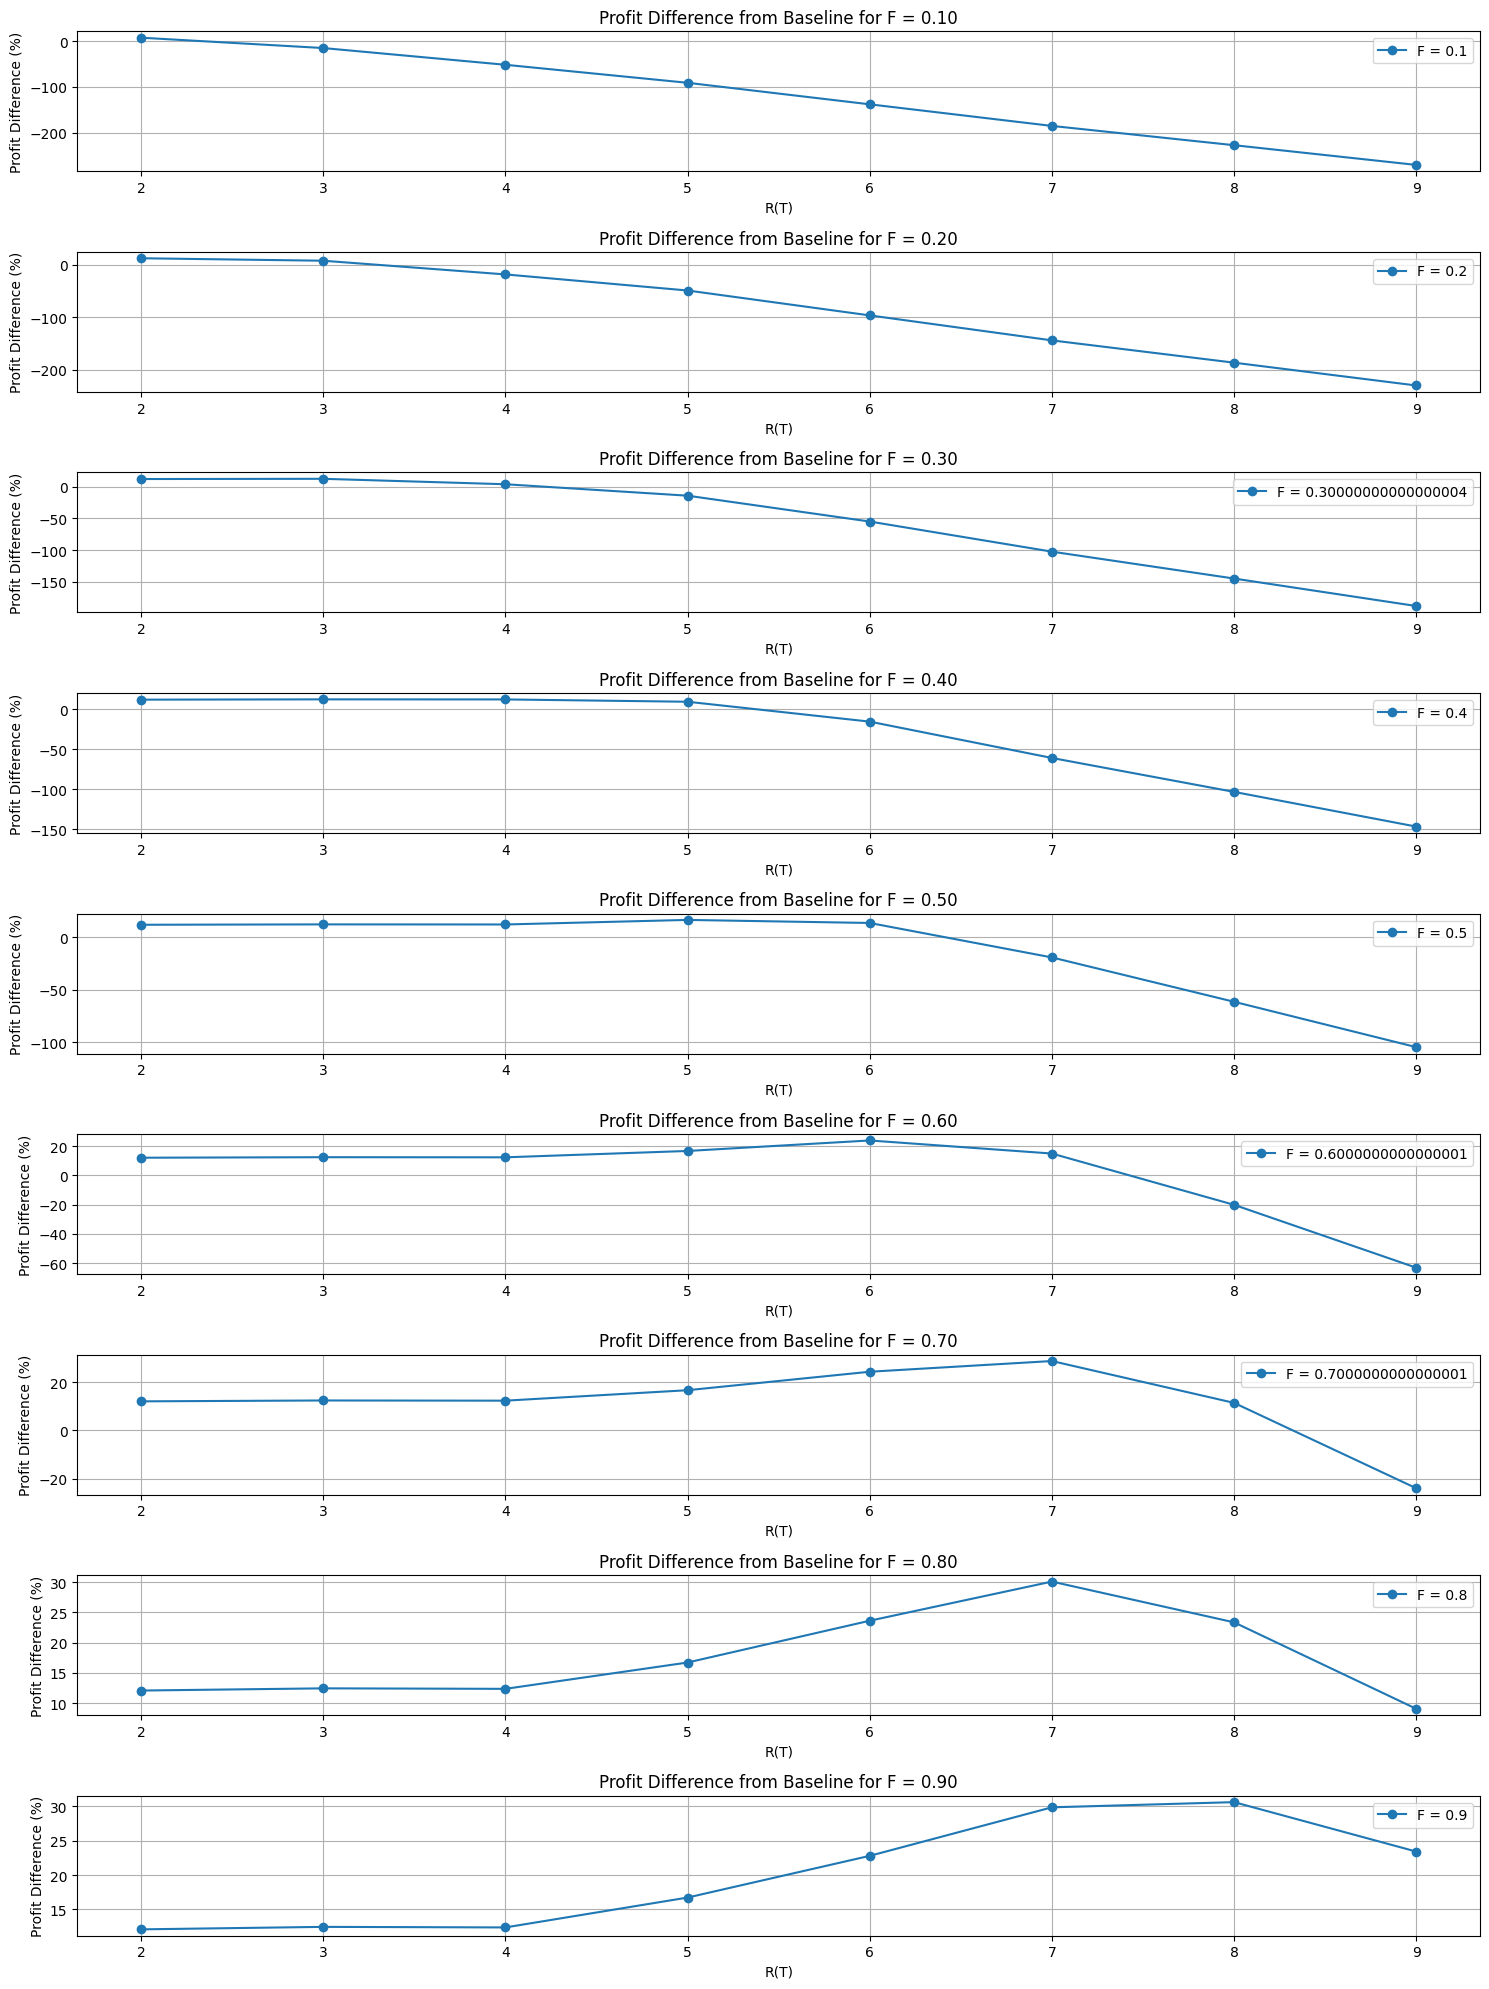 Profit Difference from Baseline for F = 0.10
Profit Difference (%)
0
−100
−200
F = 0.1
2 3 4 5 6 7 8 9
R(T)
Profit Difference from Baseline for F = 0.20
Profit Difference (%)
0
−100
−200
F = 0.2
2 3 4 5 6 7 8 9
R(T)
Profit Difference from Baseline for F = 0.30
Profit Difference (%)
0
−50
−100
−150
F = 0.30000000000000004
2 3 4 5 6 7 8 9
R(T)
Profit Difference from Baseline for F = 0.40
Profit Difference (%)
0
−50
−100
−150
F = 0.4
2 3 4 5 6 7 8 9
R(T)
Profit Difference from Baseline for F = 0.50
Profit Difference (%)
0
−50
−100
F = 0.5
2 3 4 5 6 7 8 9
R(T)
Profit Difference from Baseline for F = 0.60
Profit Difference (%)
20
0
−20
−40
−60
F = 0.6000000000000001
2 3 4 5 6 7 8 9
R(T)
Profit Difference from Baseline for F = 0.70
Profit Difference (%)
20
0
−20
F = 0.7000000000000001
2 3 4 5 6 7 8 9
R(T)
Profit Difference from Baseline for F = 0.80
Profit Difference (%)
30
25
20
15
10
F = 0.8
2 3 4 5 6 7 8 9
R(T)
Profit Difference from Baseline for F = 0.90
Profit Difference (%)
30
25
20
15
F = 0.9
2 3 4 5 6 7 8 9
R(T)